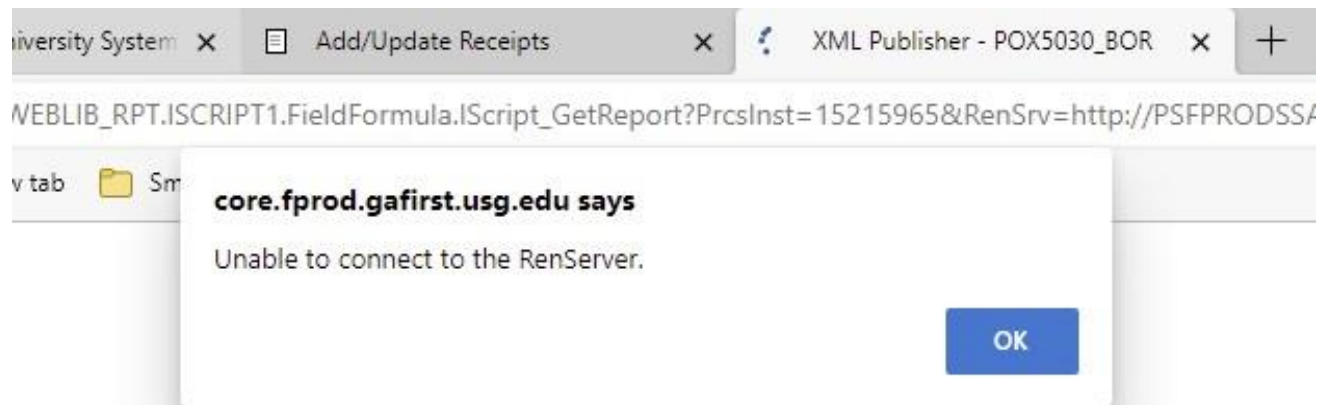 iversity System Add/Update Receipts XML Publisher - POX5030_BOR
WEBLIB_RPT.ISCRIPT1.FieldFormula.IScript_GetReport?PrcsInst=15215965&RenSrv=http://PSFPRODSSA
tab Sm
core.fprod.gafirst.usg.edu says
Unable to connect to the RenServer.
OK